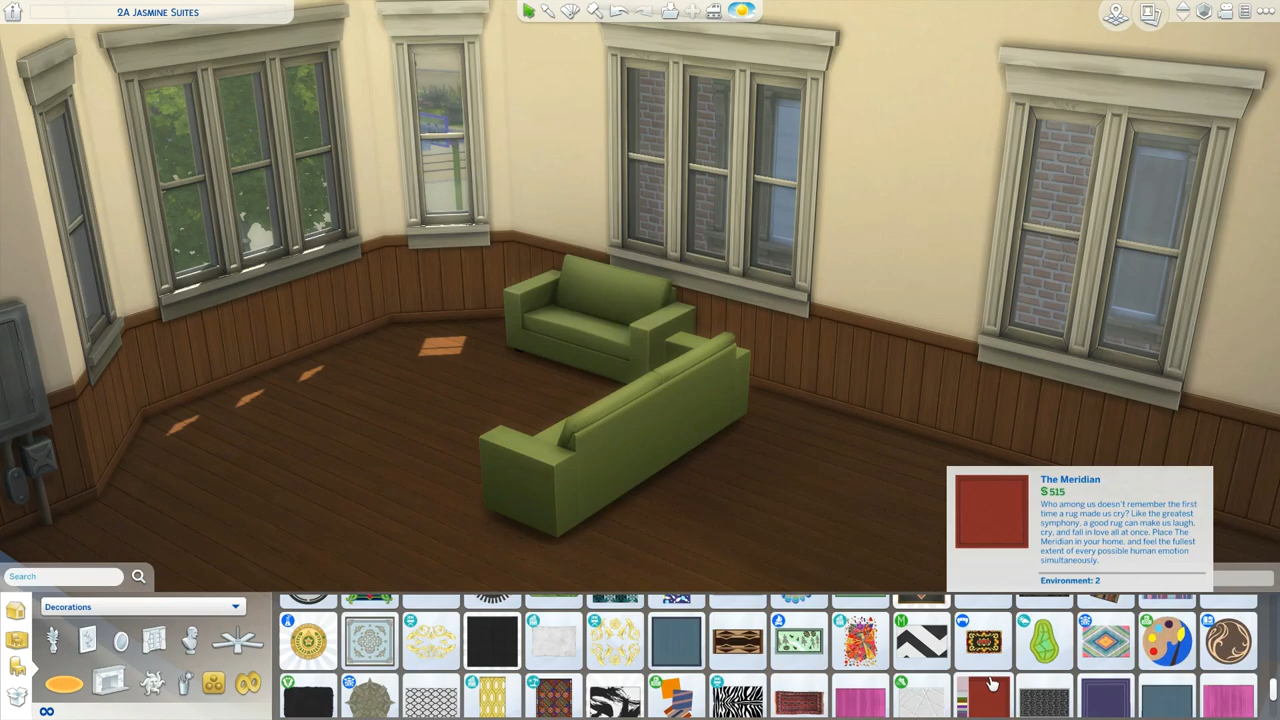 2A Jasmine Suites
The Meridian
§515
Who among us doesn't remember the first
time a rug made us cry? Like the greatest
symphony, a good rug can make us laugh,
cry, and fall in love all at once. Place The
Meridian in your home, and feel the fullest
extent of every possible human emotion
simultaneously.
Environment: 2
Search
Decorations